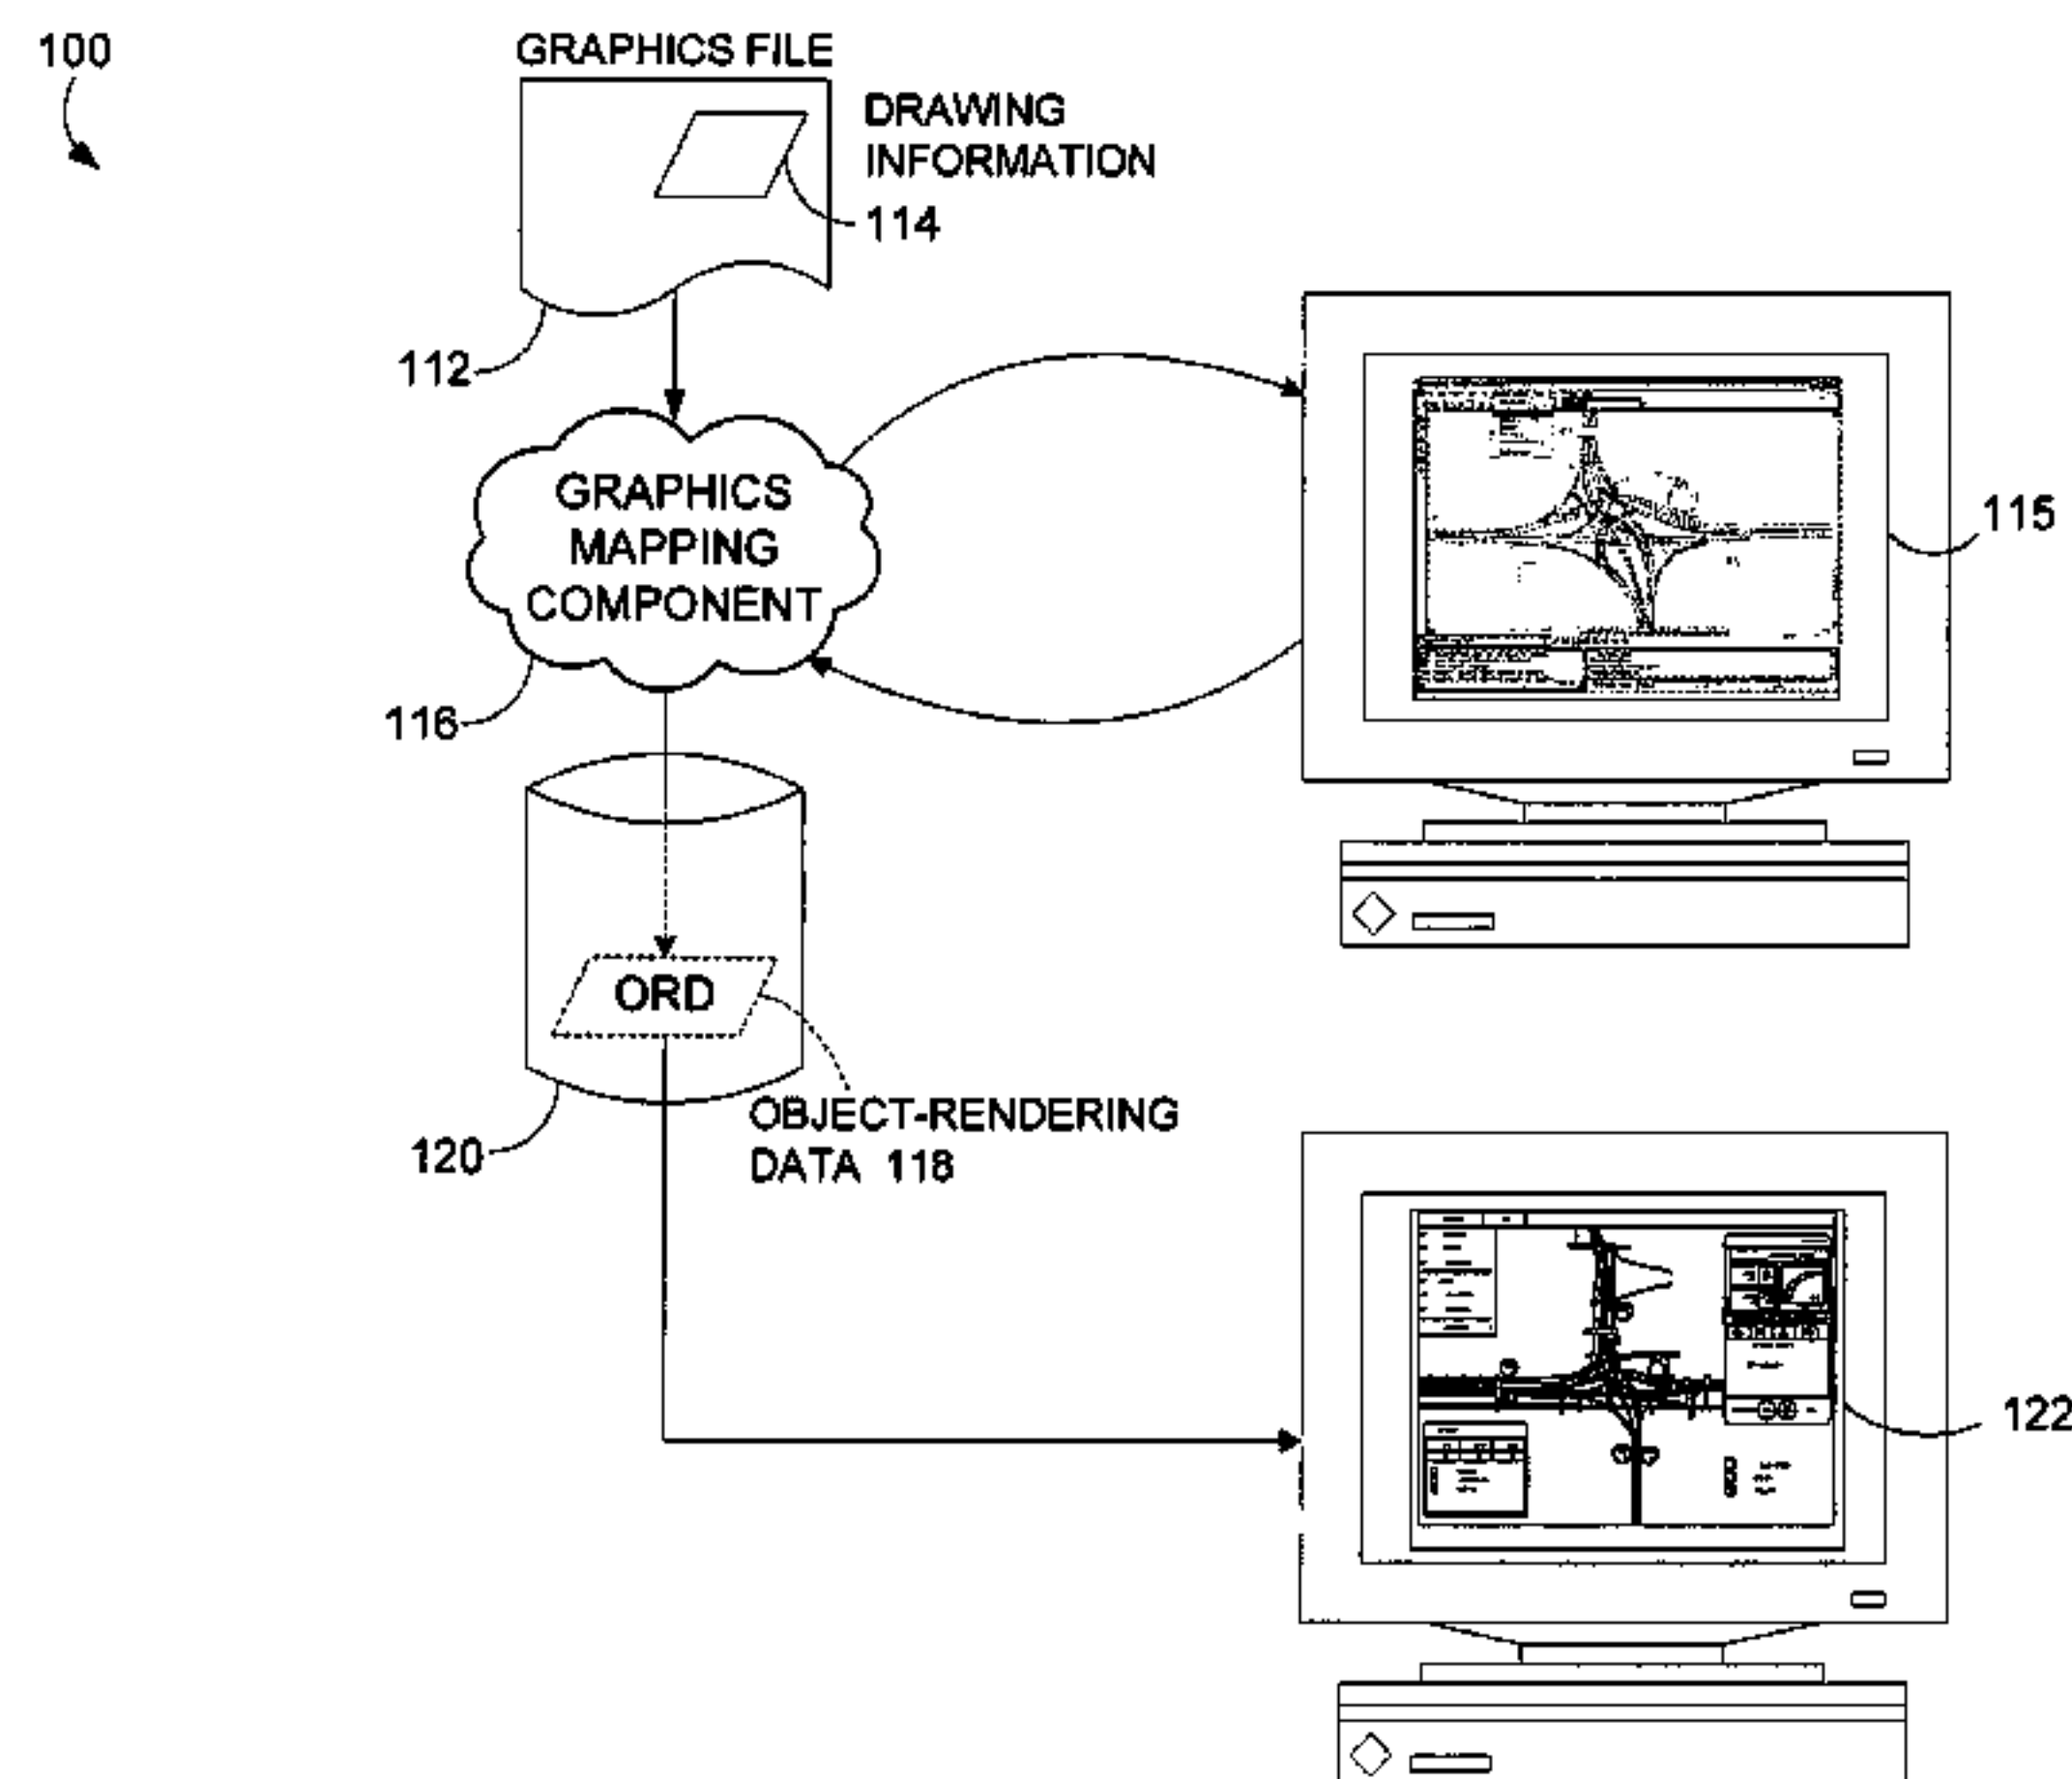 100
GRAPHICS FILE
DRAWING
INFORMATION
114
112
GRAPHICS
MAPPING
COMPONENT
115
116
ORD
OBJECT-RENDERING
DATA 118
120
122